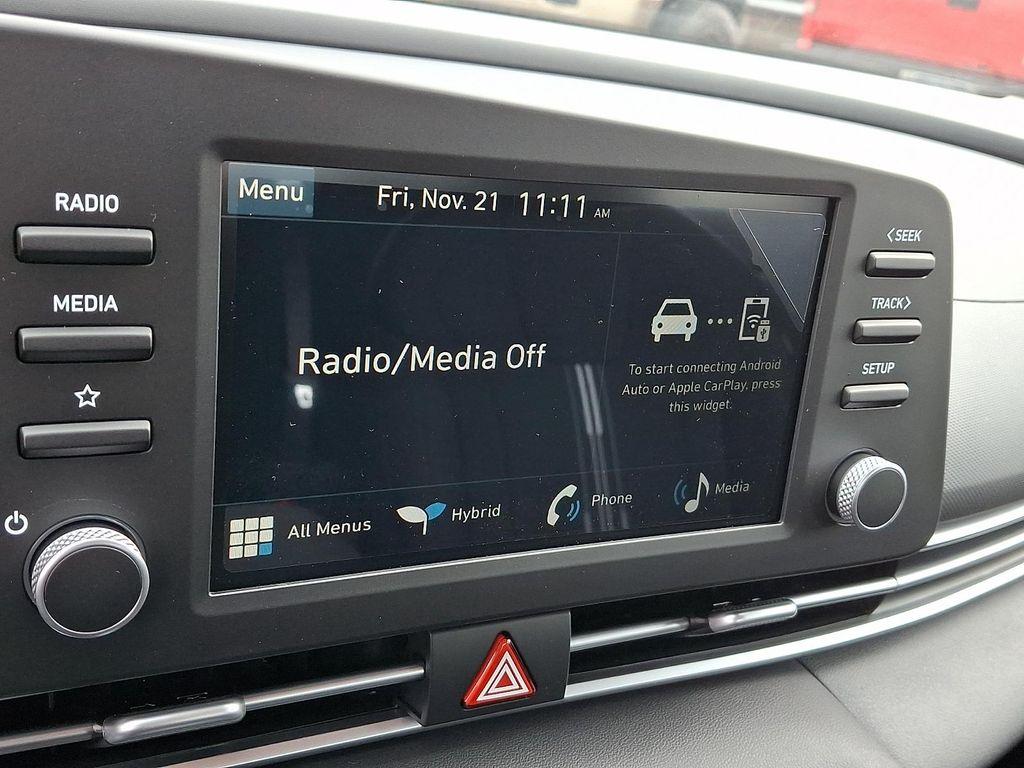 Menu
Fri, Nov. 21 11:11 AM
RADIO
MEDIA
Radio/Media Off
To start connecting Android
Auto or Apple CarPlay, press
this widget.
All Menus
Hybrid
Phone
Media
<SEEK
TRACK>
SETUP